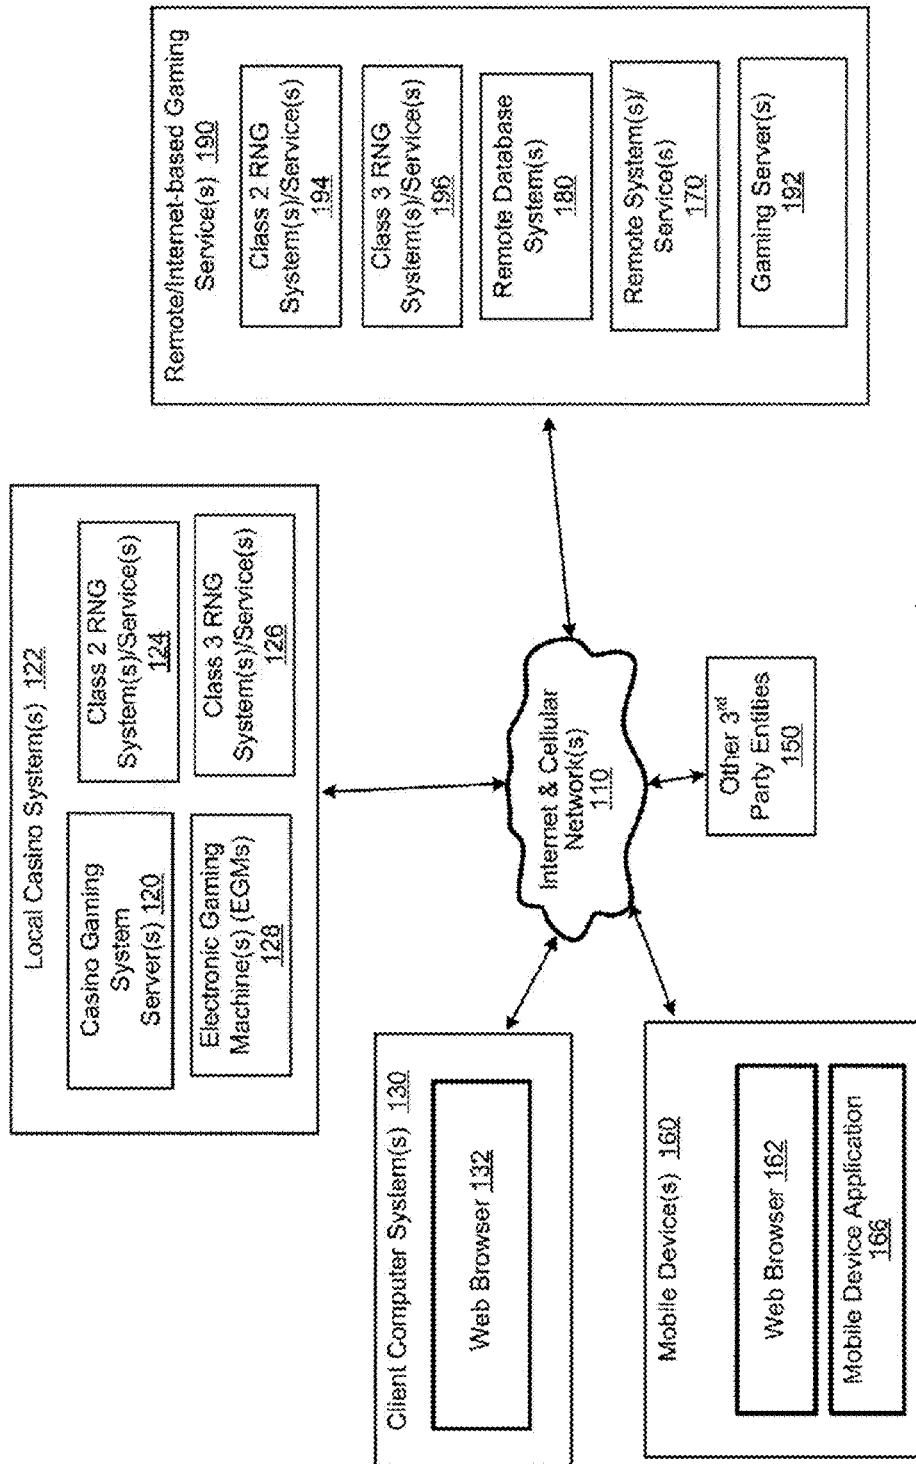 Local Casino System(s) 122
Casino Gaming
System
Server(s) 120
Class 2 RNG
System(s)/Service(s)
124
Electronic Gaming
Machine(s) (EGMs)
128
Class 3 RNG
System(s)/Service(s)
126
Client Computer System(s) 130
Web Browser 132
Internet & Cellular
Network(s)
110
Mobile Device(s) 160
Web Browser 162
Mobile Device Application
166
Other 3rd
Party Entities
150
Remote/Internet-based Gaming
Service(s) 190
Class 2 RNG
System(s)/Service(s)
194
Class 3 RNG
System(s)/Service(s)
196
Remote Database
System(s)
180
Remote System(s)/
Service(s)
170
Gaming Server(s)
192